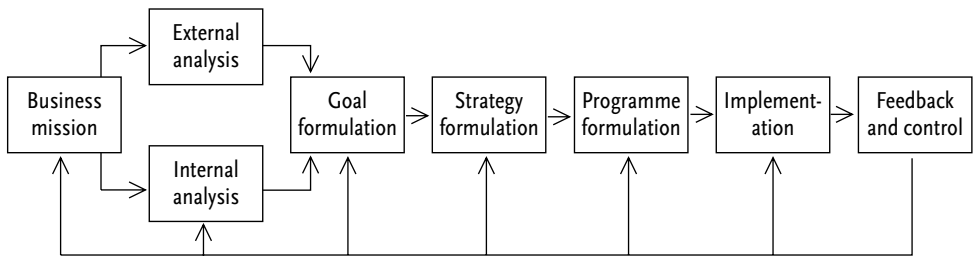 External
analysis
Business
mission
Internal
analysis
Goal
formulation
Strategy
formulation
Programme
formulation
Implement-
ation
Feedback
and control